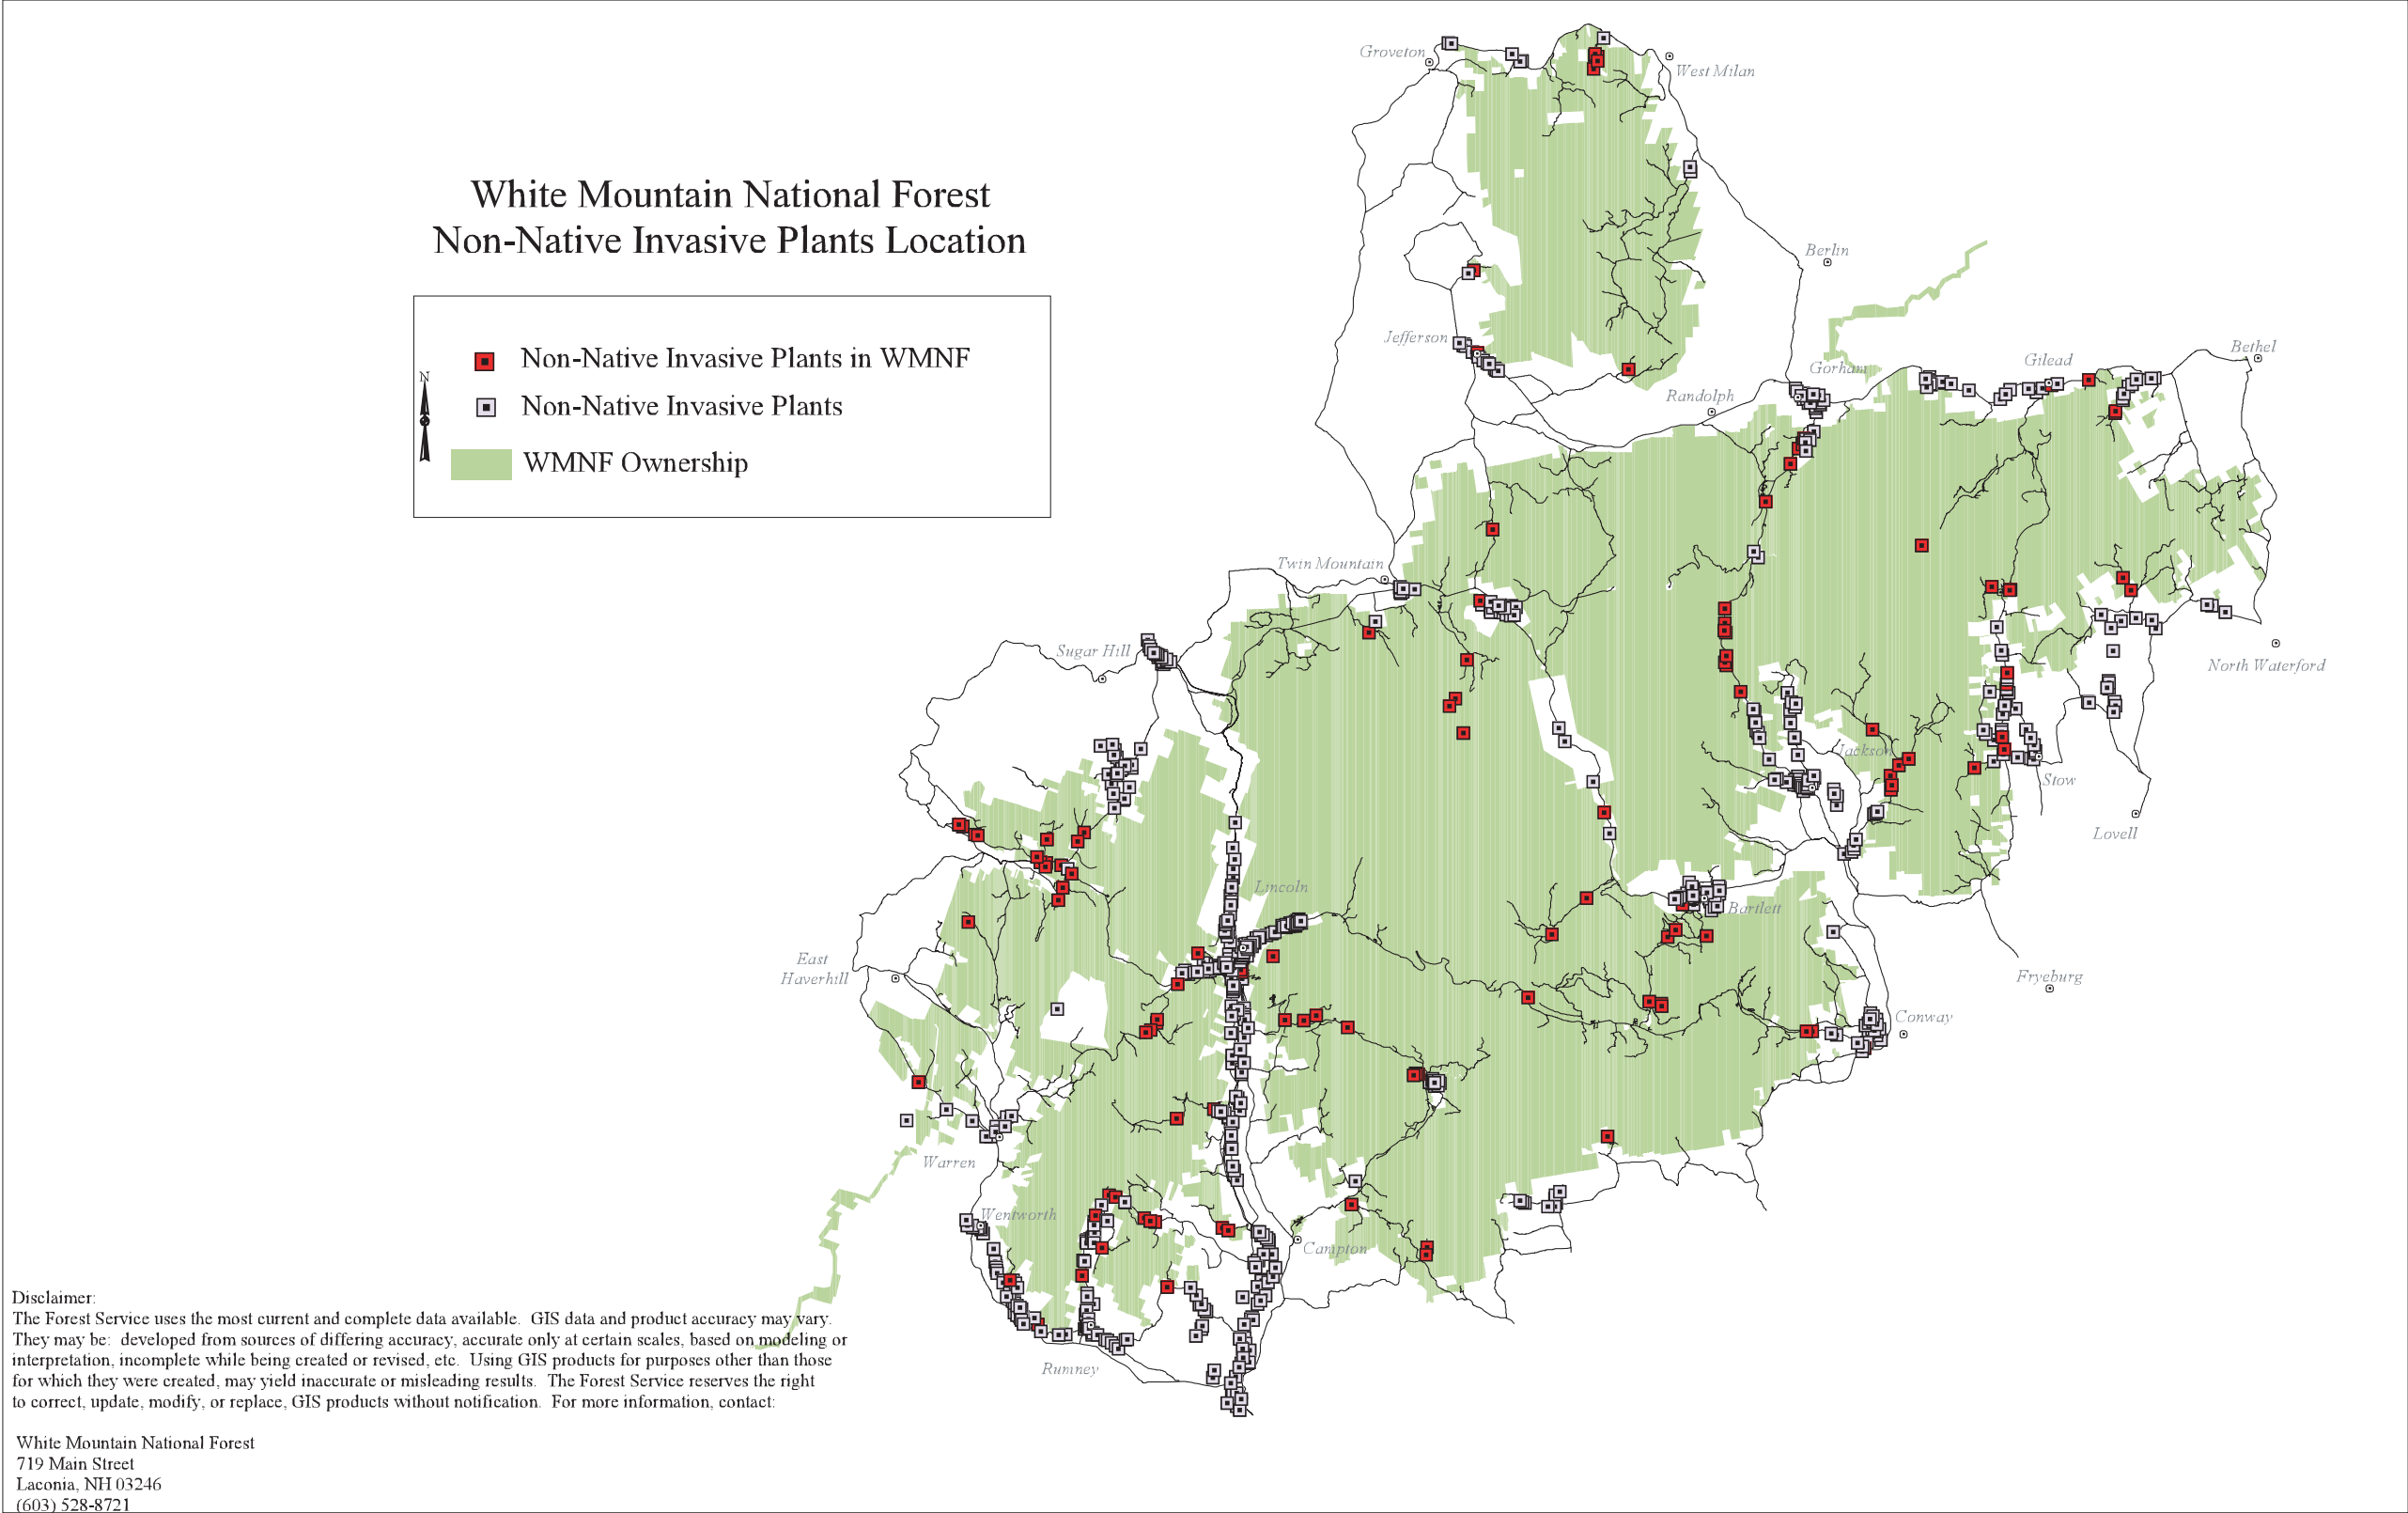 Groveton
West Milan
White Mountain National Forest
Non-Native Invasive Plants Location
Berlin
Jefferson
Gilead
Bethel
Gorham
Randolph
N
Non-Native Invasive Plants in WMNF
Non-Native Invasive Plants
WMNF Ownership
Twin Mountain
Sugar Hill
North Waterford
Jackson
Stow
Lovell
Lincoln
Bartlett
East
Haverhill
Fryeburg
Conway
Warren
Wentworth
Campton
Rumney
Disclaimer:
The Forest Service uses the most current and complete data available.  GIS data and product accuracy may vary.
They may be:  developed from sources of differing accuracy, accurate only at certain scales, based on modeling or
interpretation, incomplete while being created or revised, etc.  Using GIS products for purposes other than those
for which they were created, may yield inaccurate or misleading results.  The Forest Service reserves the right
to correct, update, modify, or replace, GIS products without notification.  For more information, contact:
White Mountain National Forest
719 Main Street
Laconia, NH 03246
(603) 528-8721